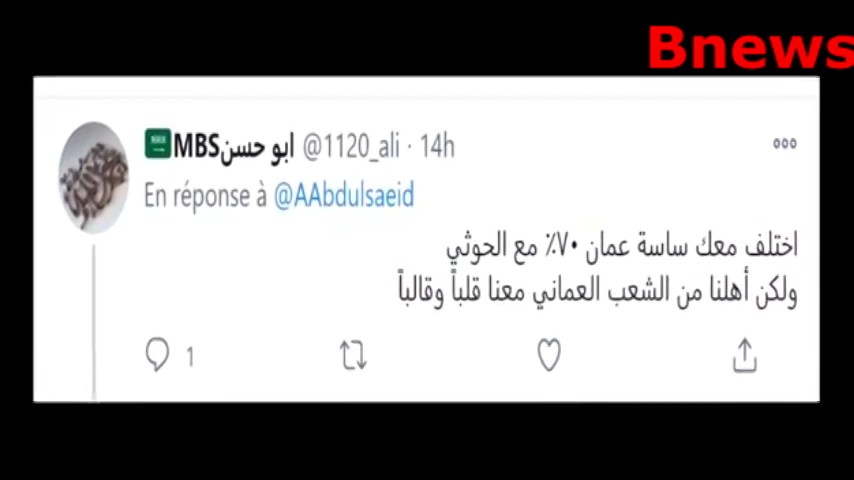 Bnews
ابو حسنMBS🇸🇦 @1120_ali · 14h
En réponse à @AAbdulsaeid
اختلف معك ساسة عمان ٧٠٪ مع الحوثي
ولكن أهلنا من الشعب العماني معنا قلباً وقالباً
1